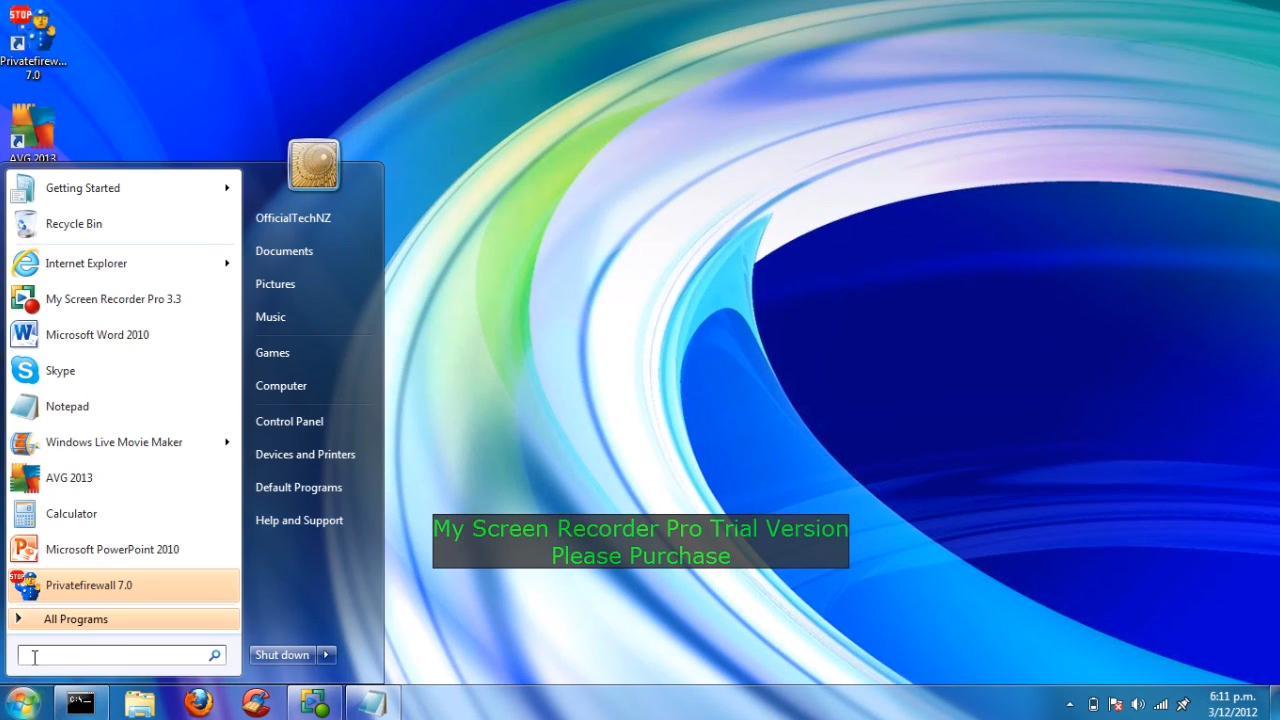 STOP
Privatefirew...
7.0
AVG 2013
Getting Started
Recycle Bin
Internet Explorer
My Screen Recorder Pro 3.3
Microsoft Word 2010
Skype
Notepad
Windows Live Movie Maker
AVG 2013
Calculator
Microsoft PowerPoint 2010
STOP
Privatefirewall 7.0
All Programs
OfficialTechNZ
Documents
Pictures
Music
Games
Computer
Control Panel
Devices and Printers
Default Programs
Help and Support
Shut down
My Screen Recorder Pro Trial Version
Please Purchase
C:\
6:11 p.m.
3/12/2012